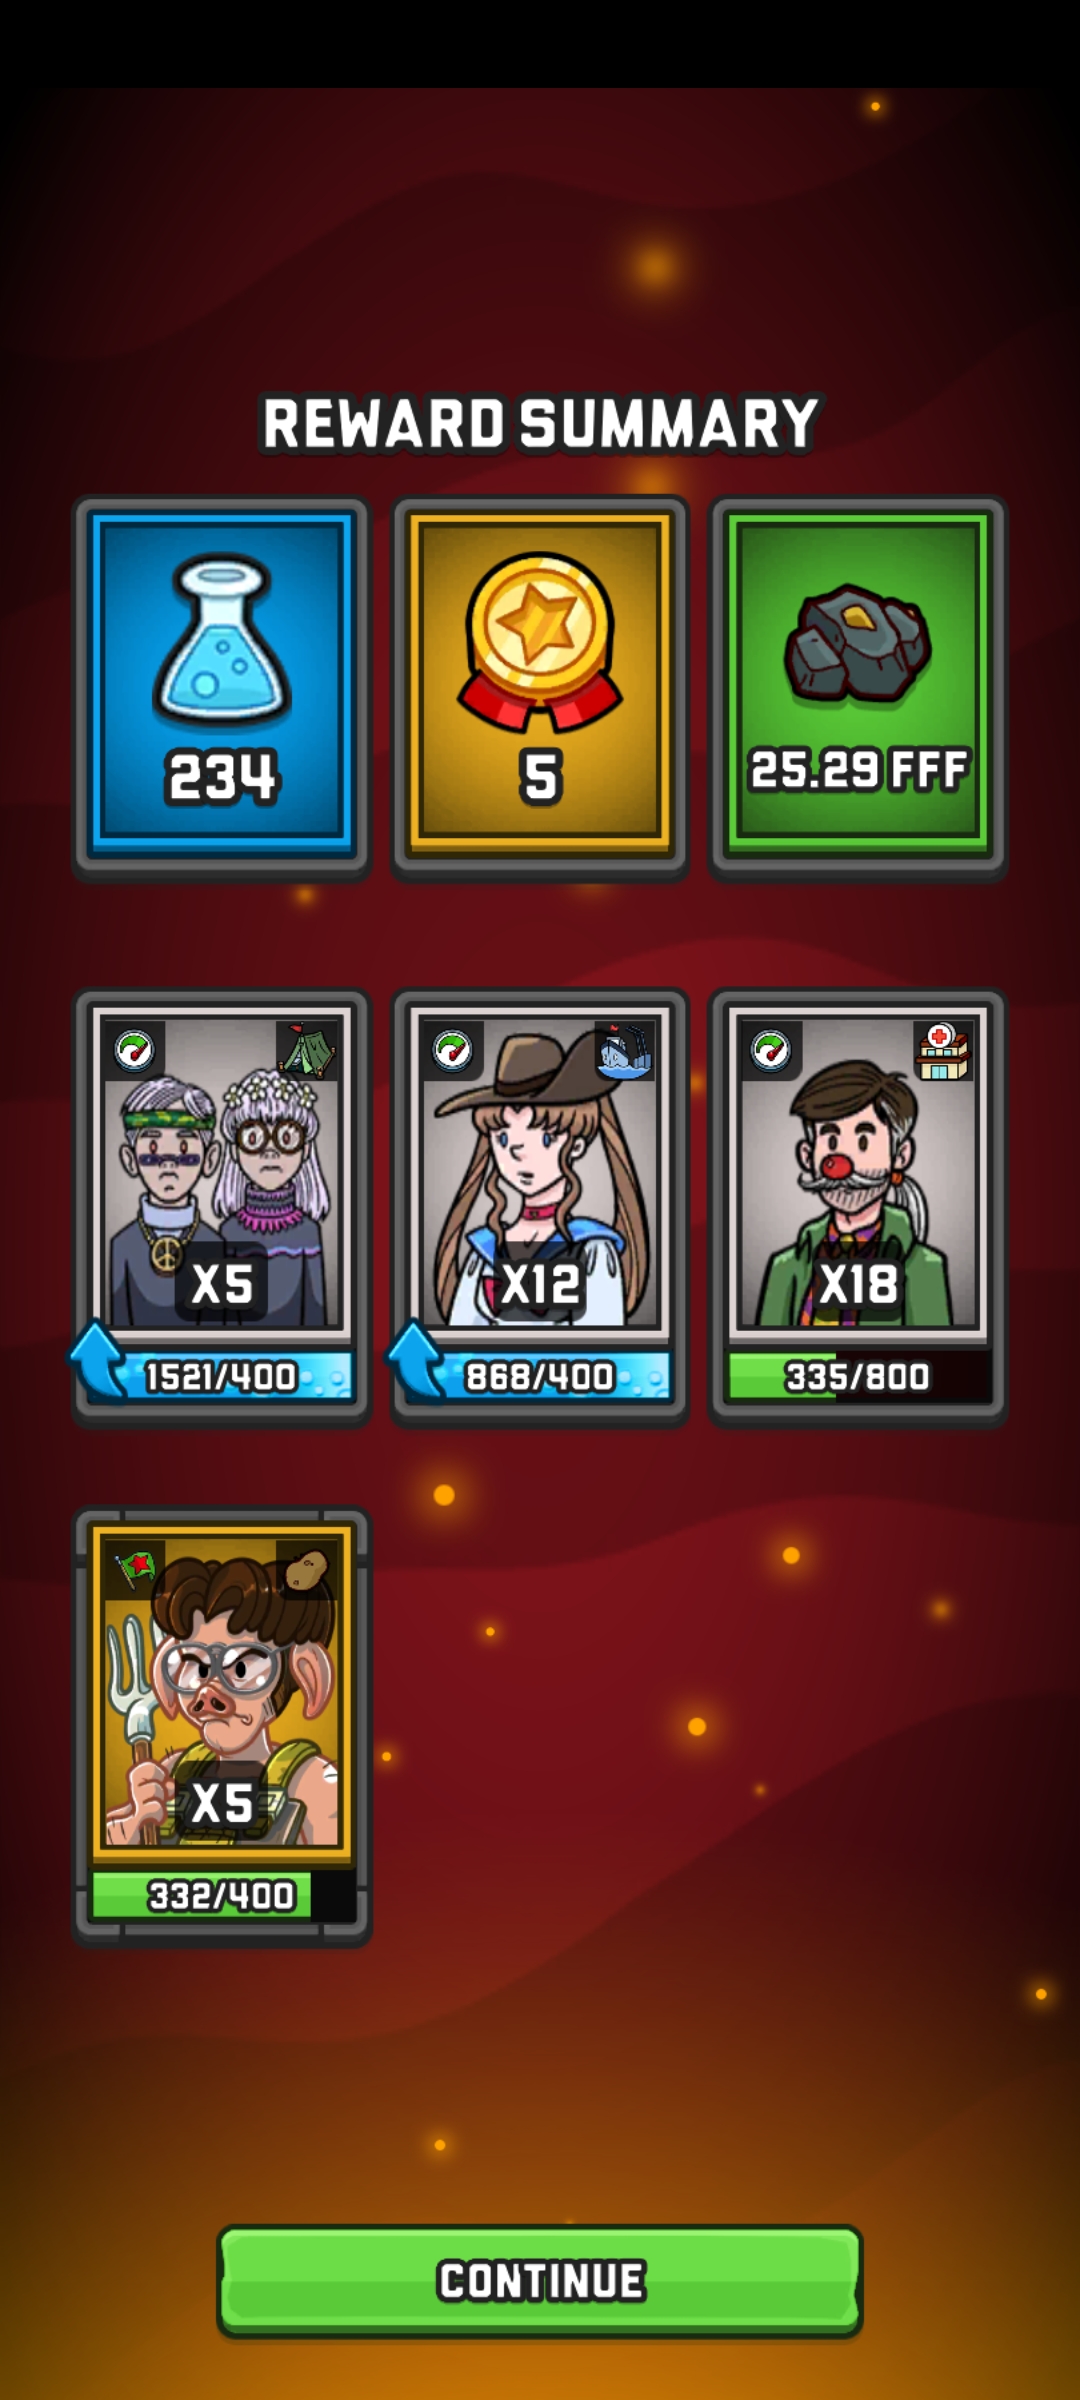 REWARD SUMMARY
234
5
25.29 FFF
X5
X12
X18
1521/400
868/400
335/800
X5
332/400
CONTINUE